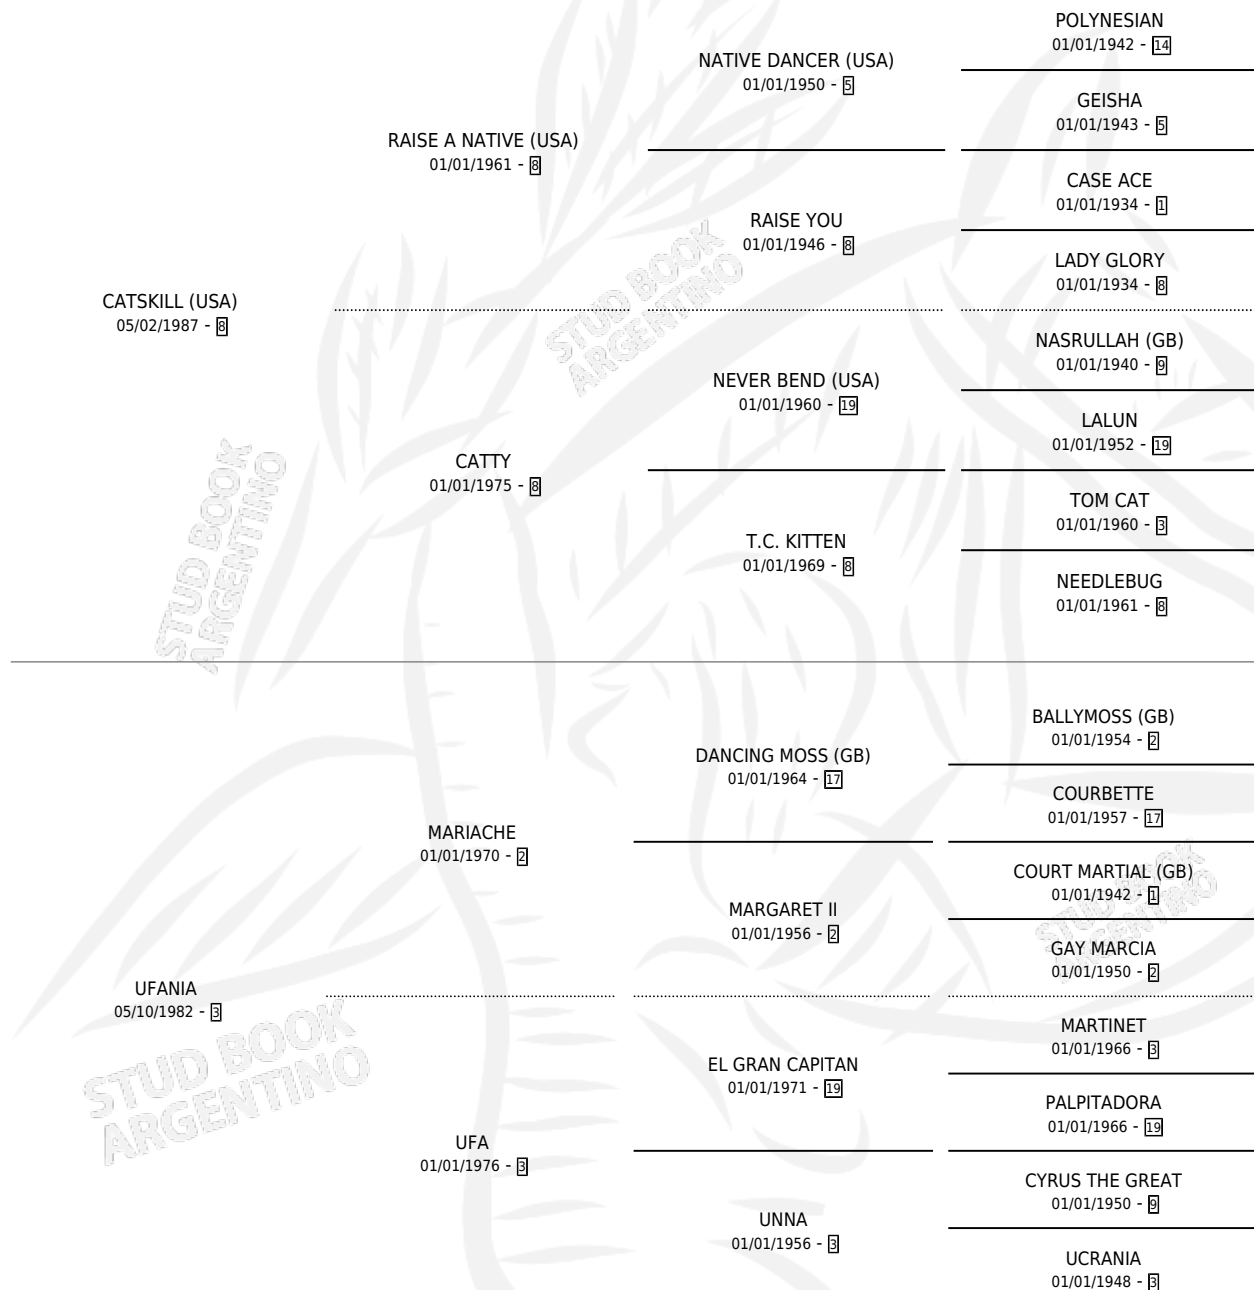 POLYNESIAN
01/01/1942 - 14
NATIVE DANCER (USA)
01/01/1950 - 5
GEISHA
01/01/1943 - 5
RAISE A NATIVE (USA)
01/01/1961 - 8
CASE ACE
01/01/1934 - 1
RAISE YOU
01/01/1946 - 8
LADY GLORY
01/01/1934 - 8
CATSKILL (USA)
05/02/1987 - 8
NASRULLAH (GB)
01/01/1940 - 9
NEVER BEND (USA)
01/01/1960 - 19
LALUN
01/01/1952 - 19
CATTY
01/01/1975 - 8
TOM CAT
01/01/1960 - 3
T.C. KITTEN
01/01/1969 - 8
NEEDLEBUG
01/01/1961 - 8
BALLYMOSS (GB)
01/01/1954 - 2
DANCING MOSS (GB)
01/01/1964 - 17
COURBETTE
01/01/1957 - 17
MARIACHE
01/01/1970 - 2
COURT MARTIAL (GB)
01/01/1942 - 1
MARGARET II
01/01/1956 - 2
GAY MARCIA
01/01/1950 - 2
UFANIA
05/10/1982 - 3
MARTINET
01/01/1966 - 3
EL GRAN CAPITAN
01/01/1971 - 19
PALPITADORA
01/01/1966 - 19
UFA
01/01/1976 - 3
CYRUS THE GREAT
01/01/1950 - 9
UNNA
01/01/1956 - 3
UCRANIA
01/01/1948 - 3
STUD BOOK
ARGENTINO
STUD BOOK
ARGENTINO
STUD BOOK
ARGENTINO
STUD BOOK
ARGENTINO